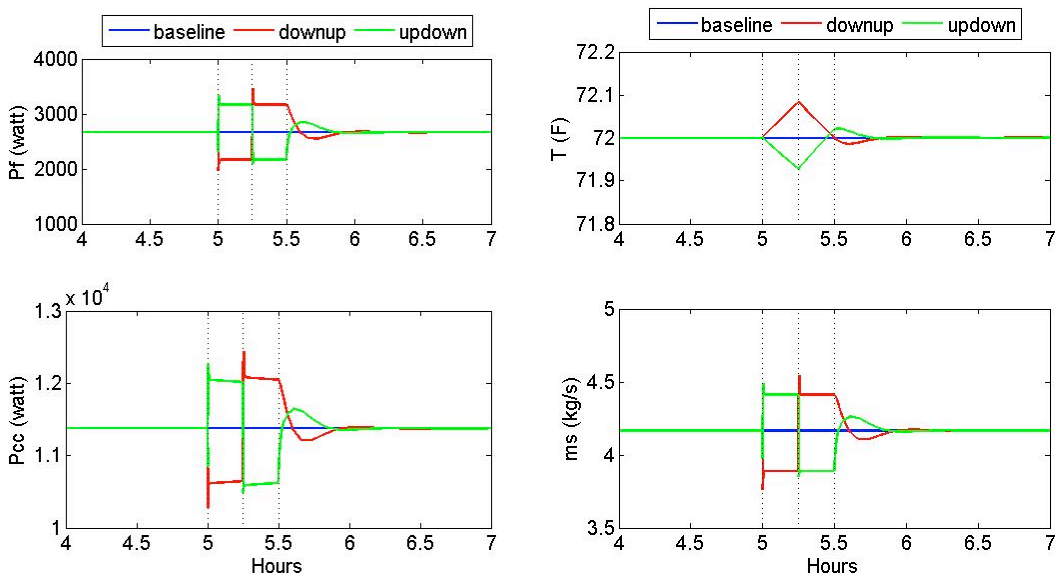 baseline downup updown
4000
3000
2000
1000
Pf (watt)
4 4.5 5 5.5 6 6.5 7
baseline downup updown
72.2
72.1
72
71.9
71.8
T (F)
4 4.5 5 5.5 6 6.5 7
x 10^4
1.3
1.2
1.1
1
Pcc (watt)
4 4.5 5 5.5 6 6.5 7
Hours
5
4.5
4
3.5
ms (kg/s)
4 4.5 5 5.5 6 6.5 7
Hours